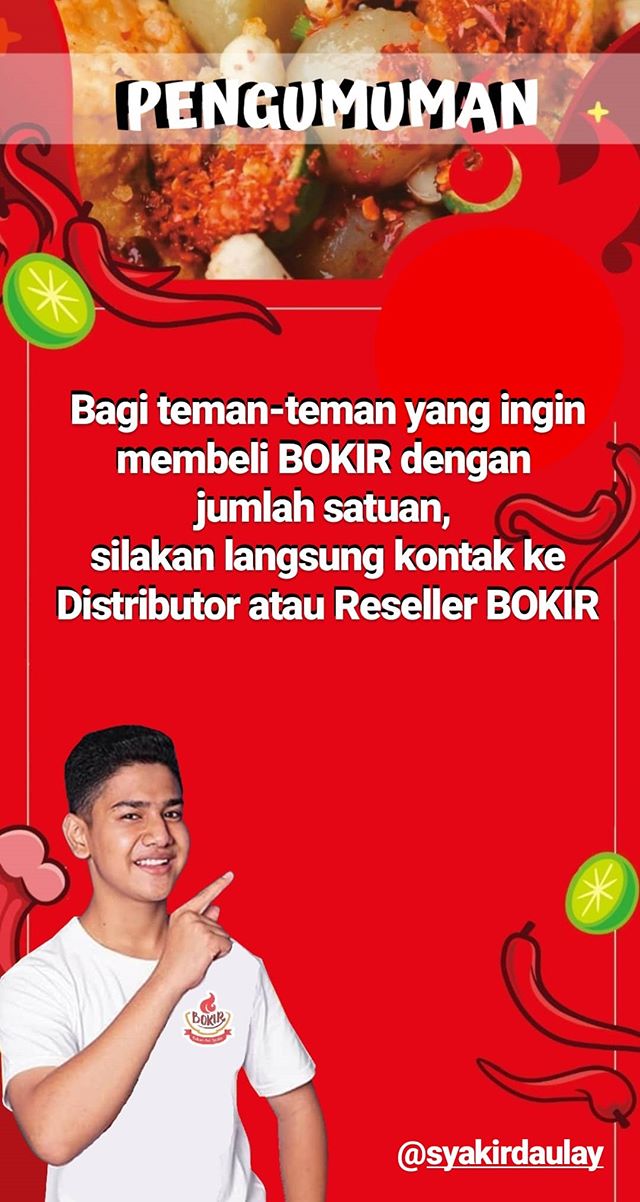 PENGUMUMAN
Bagi teman-teman yang ingin
membeli BOKIR dengan
jumlah satuan,
silakan langsung kontak ke
Distributor atau Reseller BOKIR
BOKIR
@syakirdaulay